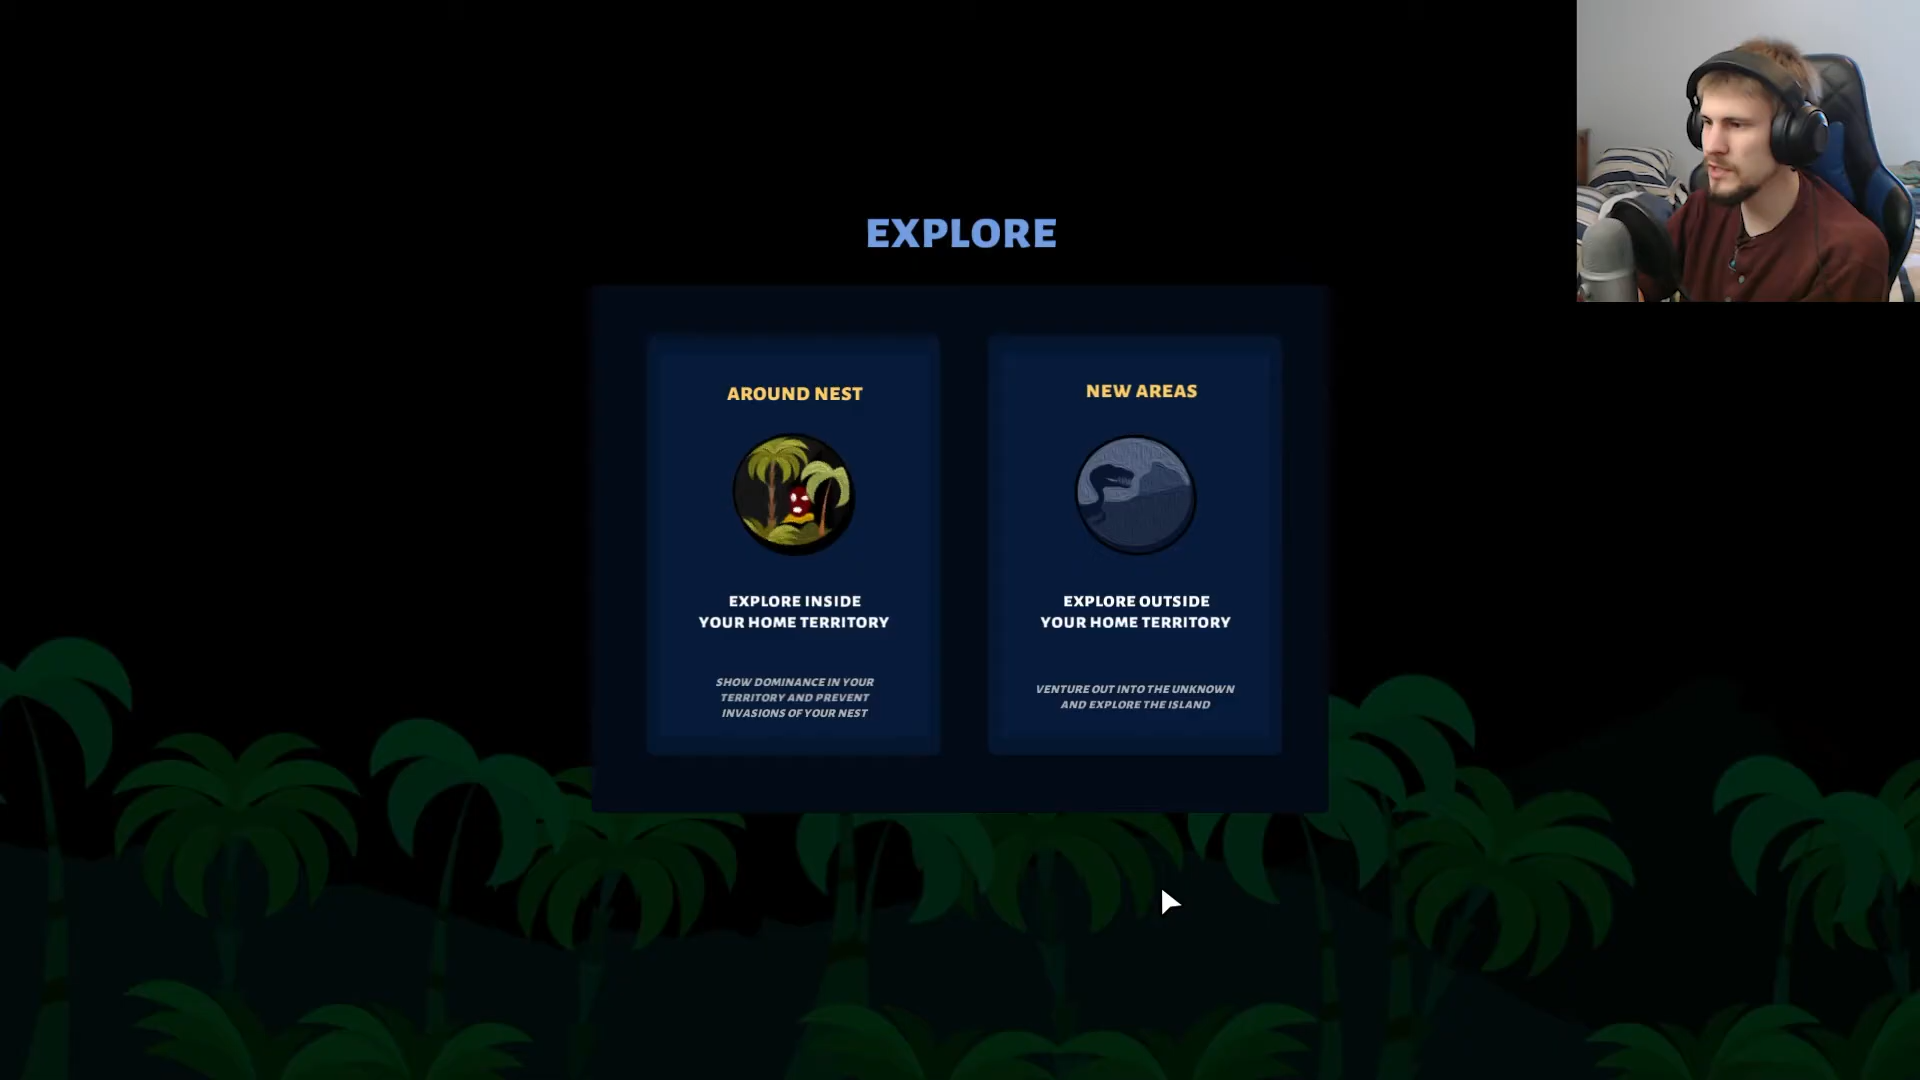 EXPLORE
AROUND NEST
EXPLORE INSIDE
YOUR HOME TERRITORY
SHOW DOMINANCE IN YOUR
TERRITORY AND PREVENT
INVASIONS OF YOUR NEST
NEW AREAS
EXPLORE OUTSIDE
YOUR HOME TERRITORY
VENTURE OUT INTO THE UNKNOWN
AND EXPLORE THE ISLAND